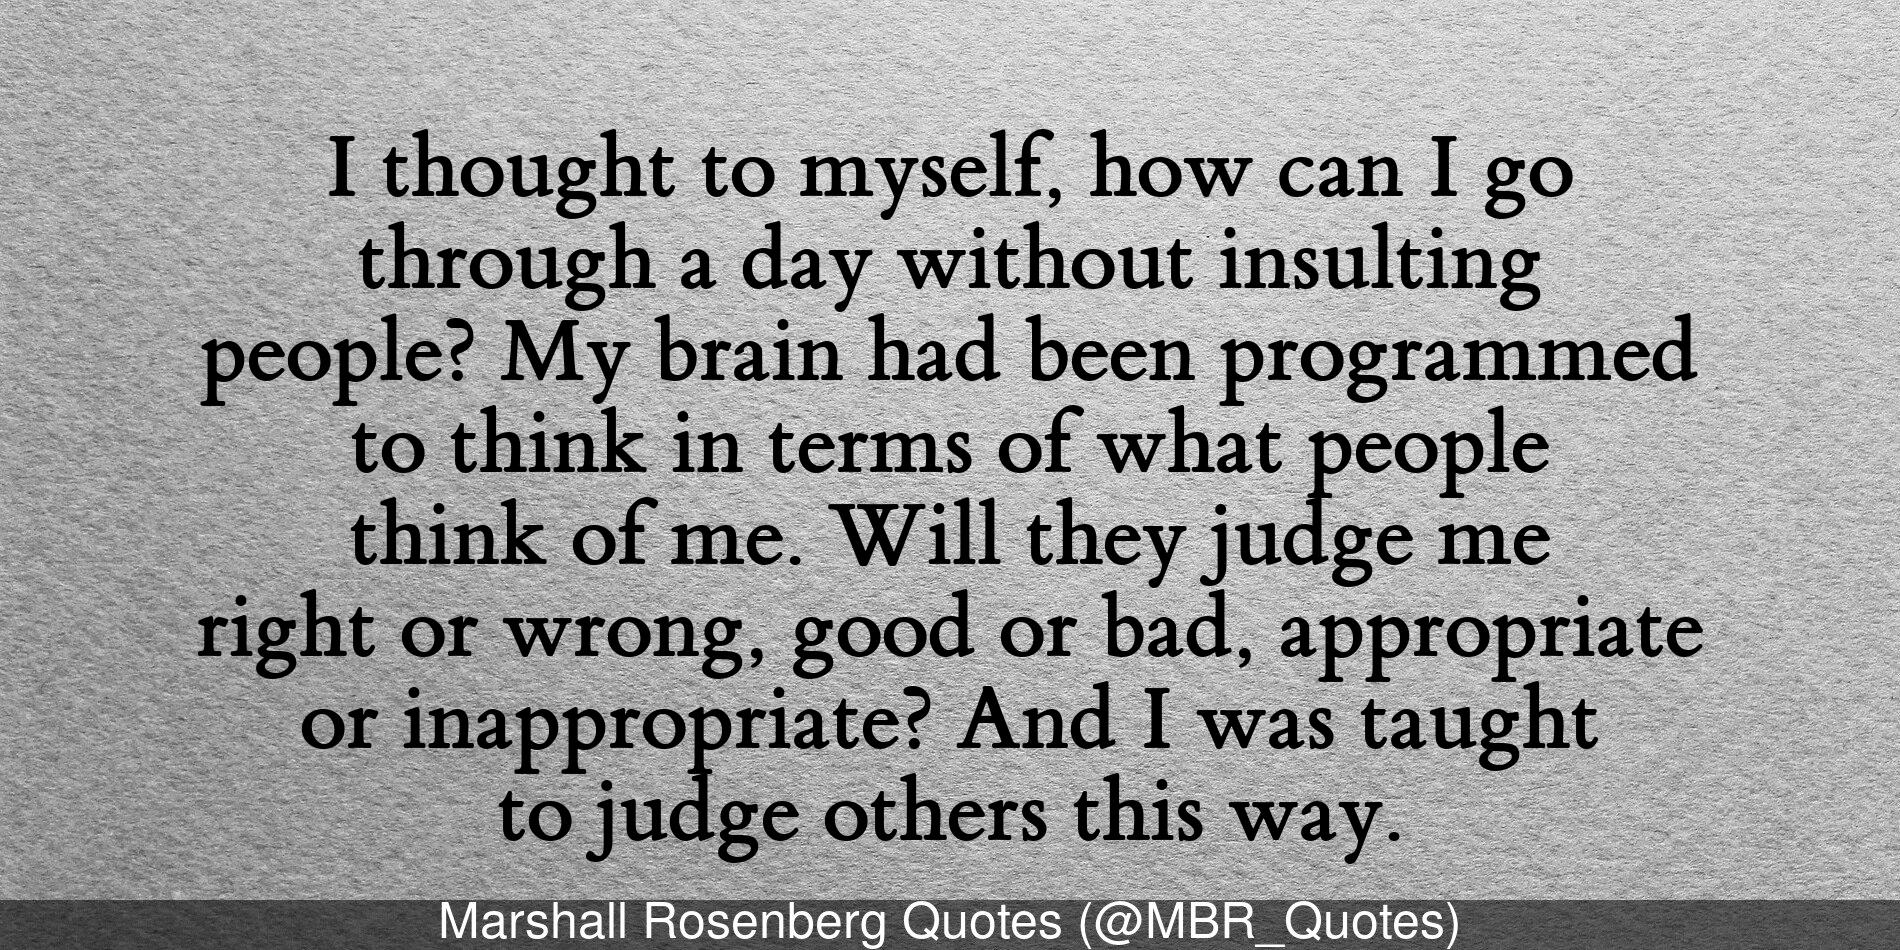 I thought to myself, how can I go
through a day without insulting
people? My brain had been programmed
to think in terms of what people
think of me. Will they judge me
right or wrong, good or bad, appropriate
or inappropriate? And I was taught
to judge others this way.
Marshall Rosenberg Quotes (@MBR_Quotes)